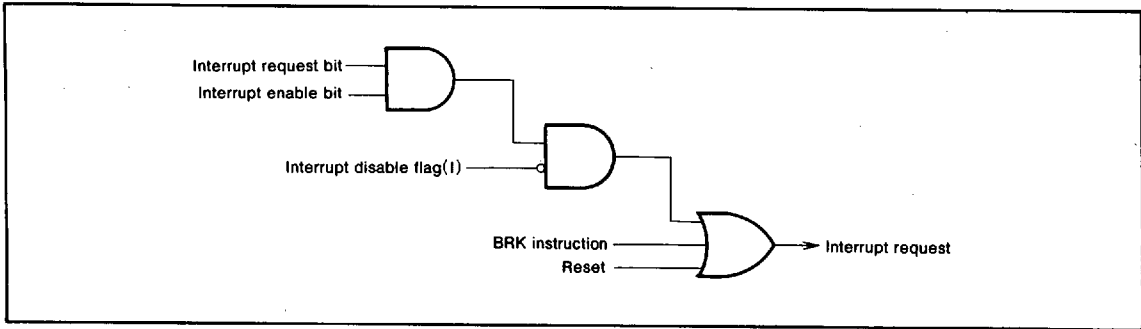 Interrupt request bit
Interrupt enable bit
Interrupt disable flag(I)
BRK instruction
Reset
Interrupt request